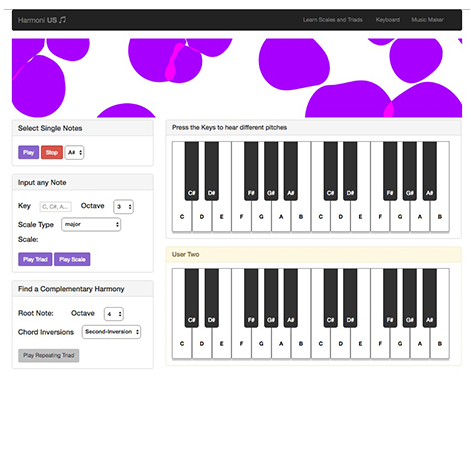 Harmoni US
Learn Scales and Triads Keyboard Music Maker
Select Single Notes
Play Stop A#
Input any Note
Key C, C#, A... Octave 3
Scale Type major
Scale:
Play Triad Play Scale
Find a Complementary Harmony
Root Note: Octave 4
Chord Inversions Second-Inversion
Play Repeating Triad
Press the Keys to hear different pitches
C# D# F# G# A# C# D# F# G# A#
C D E F G A B C D E F G A B
User Two
C# D# F# G# A# C# D# F# G# A#
C D E F G A B C D E F G A B